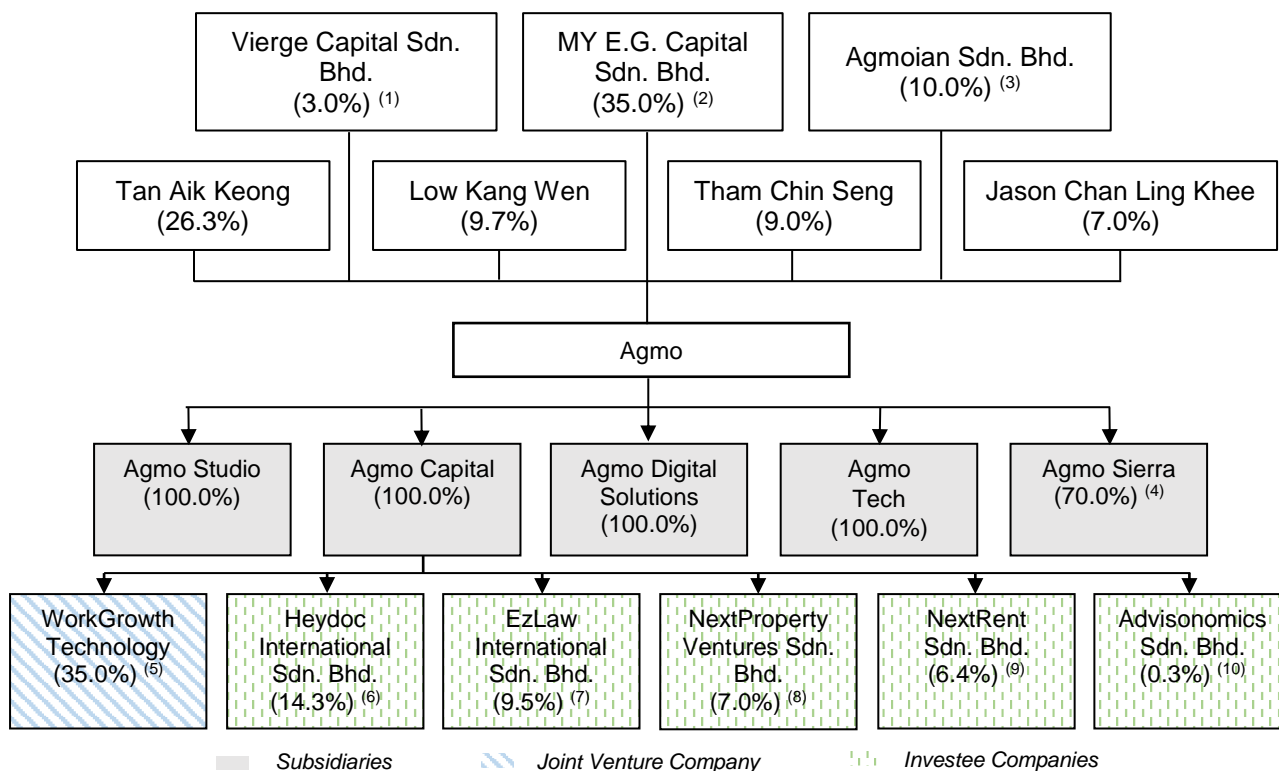 Vierge Capital Sdn.
Bhd.
(3.0%) (1)
MY E.G. Capital
Sdn. Bhd.
(35.0%) (2)
Agmoian Sdn. Bhd.
(10.0%) (3)
Tan Aik Keong
(26.3%)
Low Kang Wen
(9.7%)
Tham Chin Seng
(9.0%)
Jason Chan Ling Khee
(7.0%)
Agmo
Agmo Studio
(100.0%)
Agmo Capital
(100.0%)
Agmo Digital
Solutions
(100.0%)
Agmo
Tech
(100.0%)
Agmo Sierra
(70.0%) (4)
WorkGrowth
Technology
(35.0%) (5)
Heydoc
International
Sdn. Bhd.
(14.3%) (6)
EzLaw
International
Sdn. Bhd.
(9.5%) (7)
NextProperty
Ventures Sdn.
Bhd.
(7.0%) (8)
NextRent
Sdn. Bhd.
(6.4%) (9)
Advisonomics
Sdn. Bhd.
(0.3%) (10)
Subsidiaries
Joint Venture Company
Investee Companies